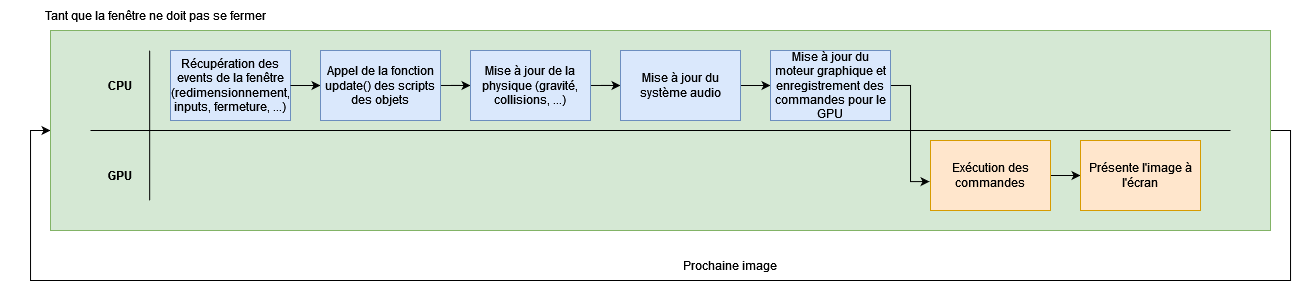 Tant que la fenêtre ne doit pas se fermer
CPU
Récupération des
events de la fenêtre
(redimensionnement,
inputs, fermeture, ...)
Appel de la fonction
update() des scripts
des objets
Mise à jour de la
physique (gravité,
collisions, ...)
Mise à jour du
système audio
Mise à jour du
moteur graphique et
enregistrement des
commandes pour le
GPU
GPU
Exécution des
commandes
Présente l'image à
l'écran
Prochaine image